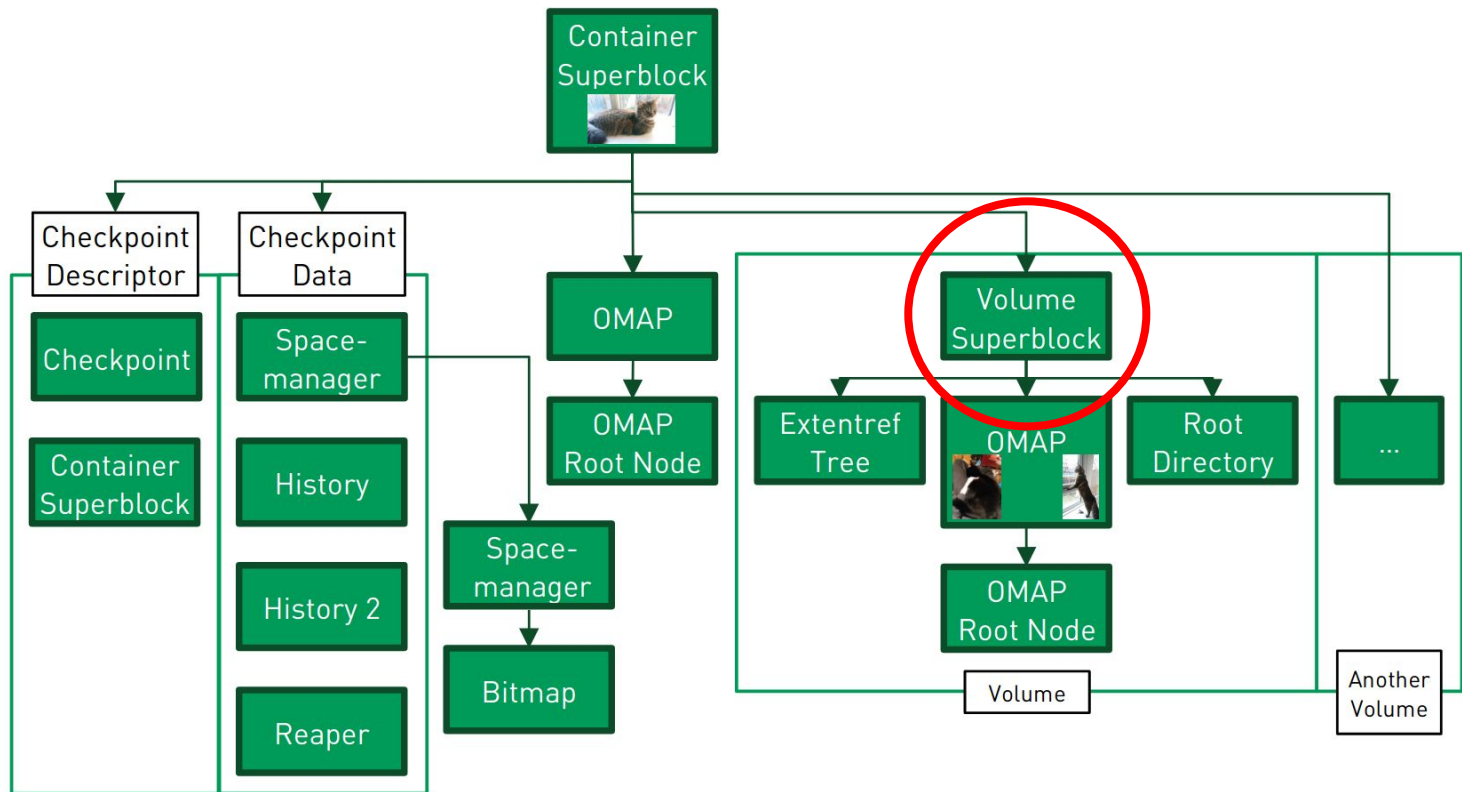 Container
Superblock
Checkpoint
Descriptor
Checkpoint
Container
Superblock
Checkpoint
Data
Space-
manager
History
History 2
Reaper
Space-
manager
Bitmap
OMAP
OMAP
Root Node
Volume
Superblock
Extentref
Tree
OMAP
Root
Directory
OMAP
Root Node
Volume
...
Another
Volume